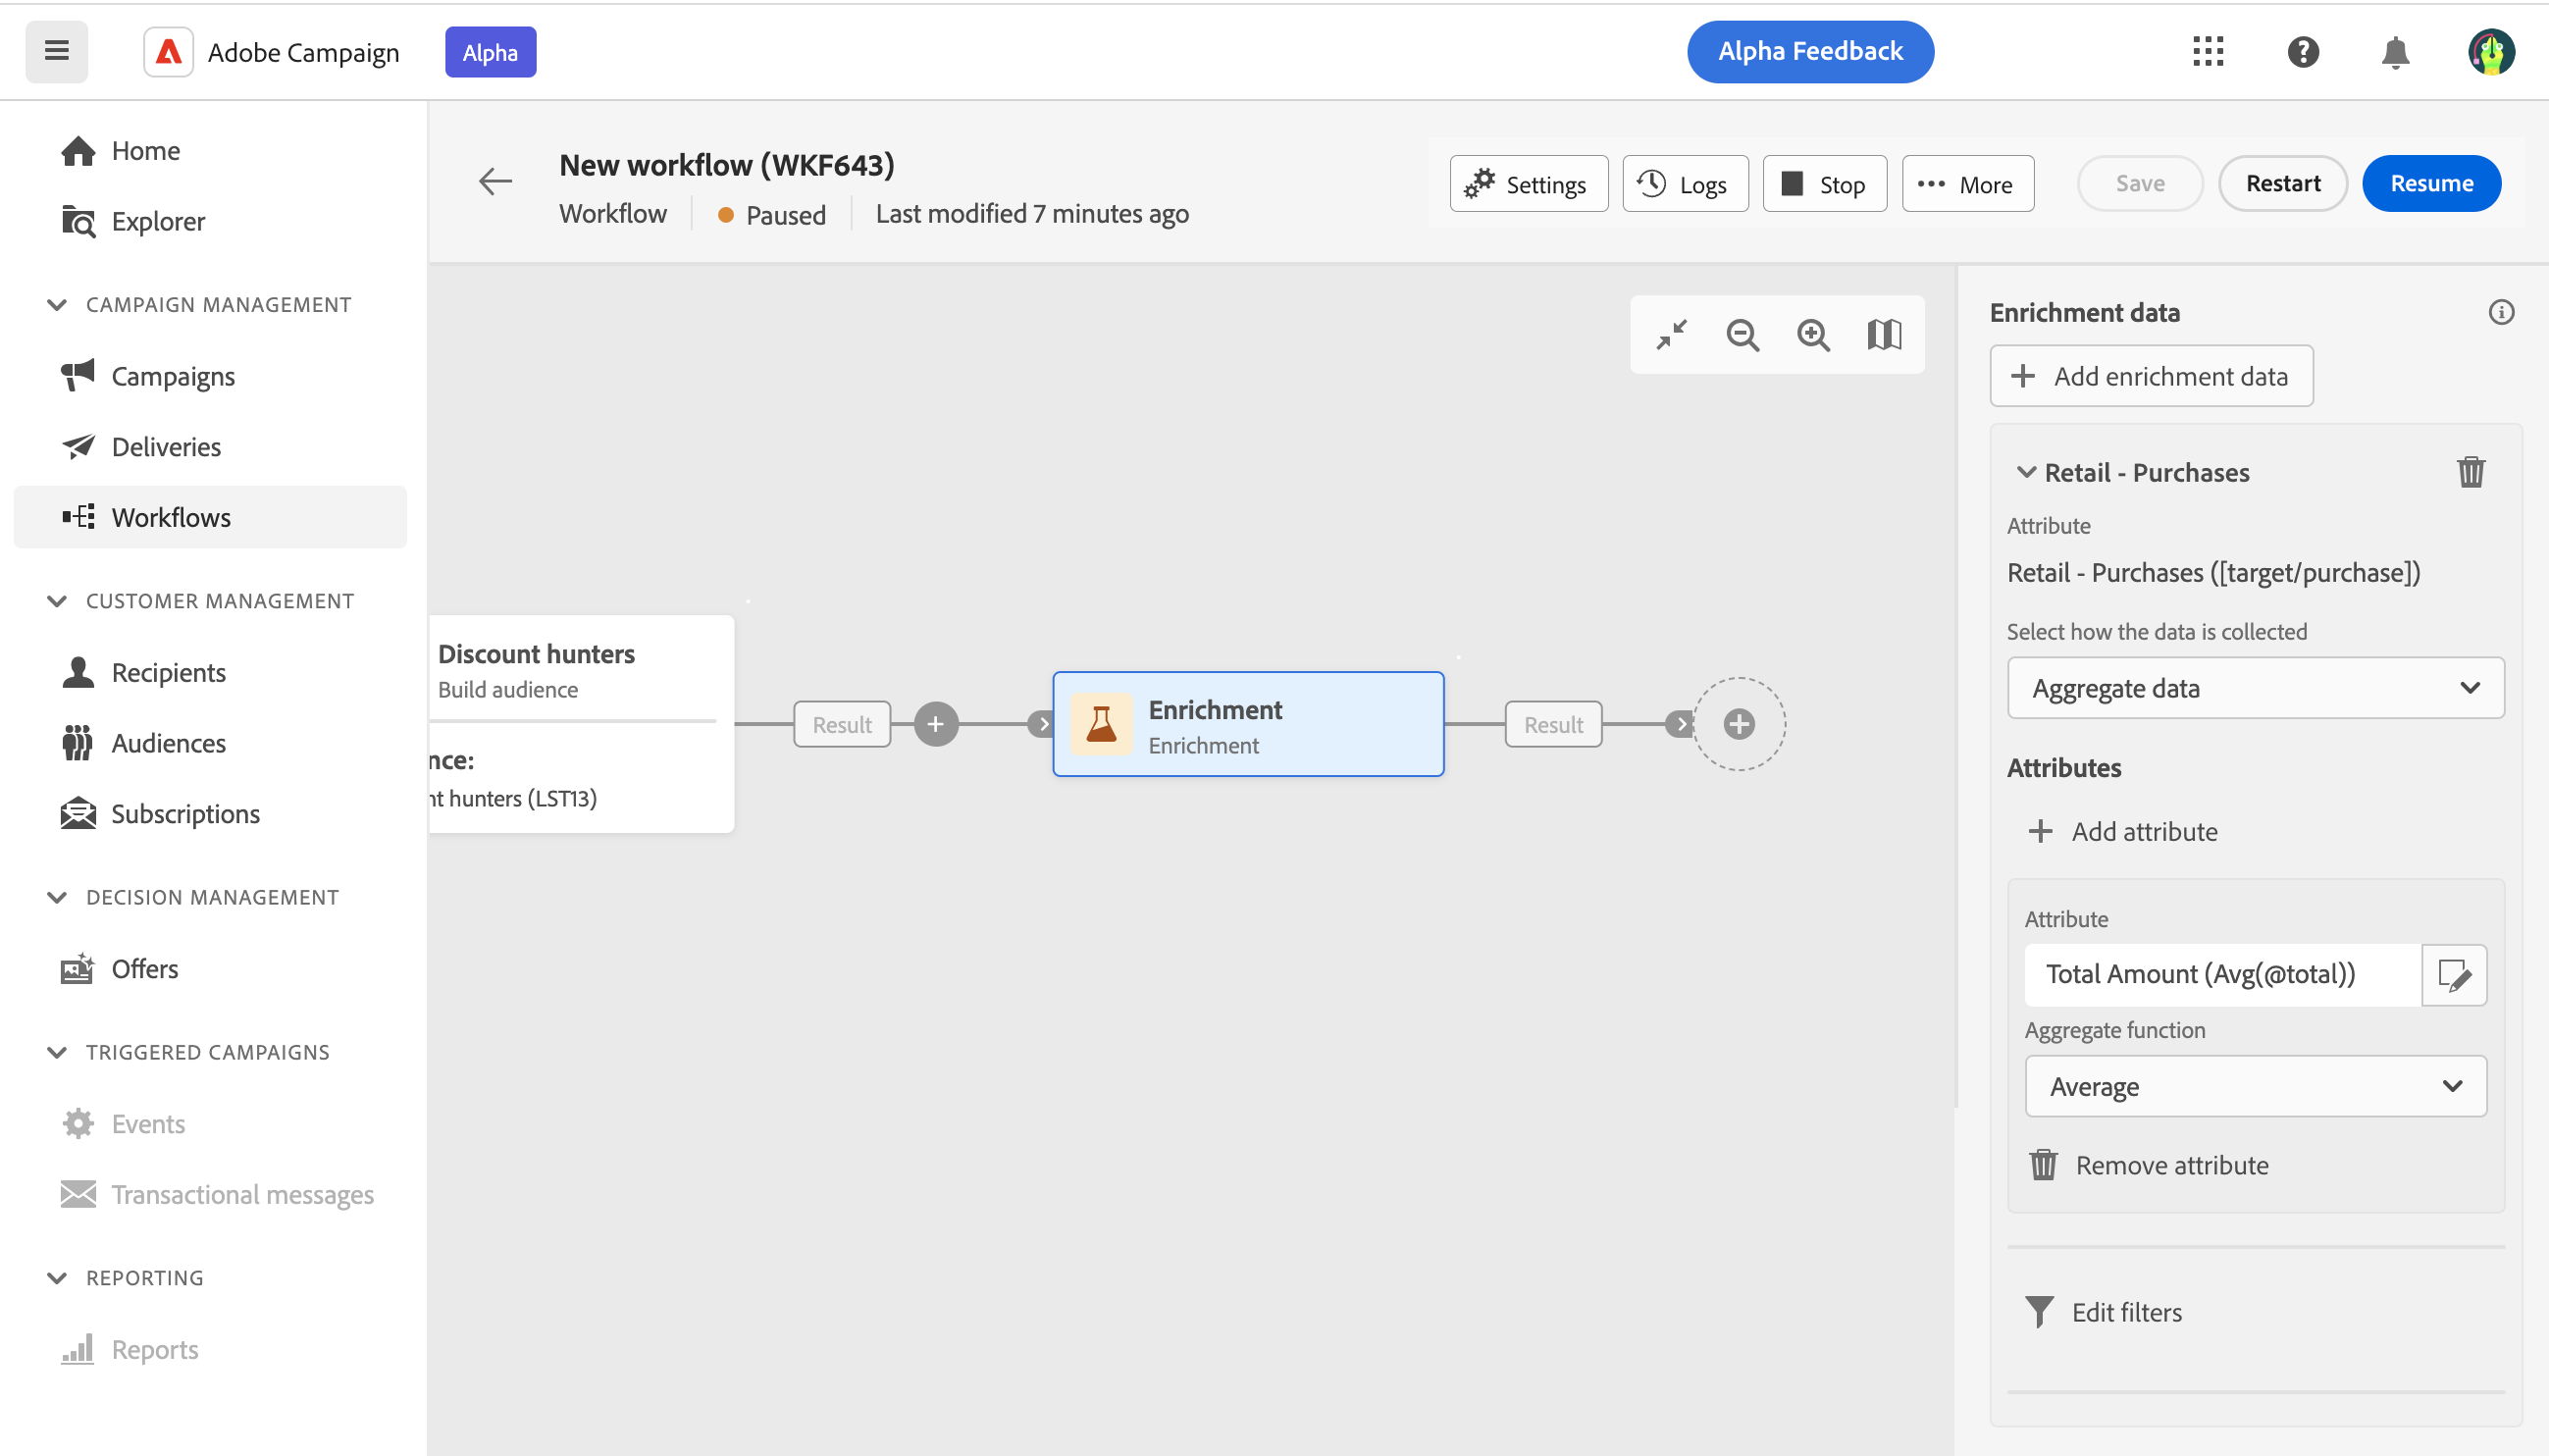 Adobe Campaign
Alpha
Alpha Feedback
Home
Explorer
CAMPAIGN MANAGEMENT
Campaigns
Deliveries
Workflows
CUSTOMER MANAGEMENT
Recipients
Audiences
Subscriptions
DECISION MANAGEMENT
Offers
TRIGGERED CAMPAIGNS
Events
Transactional messages
REPORTING
Reports
New workflow (WKF643)
Workflow
Paused
Last modified 7 minutes ago
Settings
Logs
Stop
More
Save
Restart
Resume
Discount hunters
Build audience
nce:
nt hunters (LST13)
Result
Enrichment
Enrichment
Result
Enrichment data
Add enrichment data
Retail - Purchases
Attribute
Retail - Purchases ([target/purchase])
Select how the data is collected
Aggregate data
Attributes
Add attribute
Attribute
Total Amount (Avg(@total))
Aggregate function
Average
Remove attribute
Edit filters